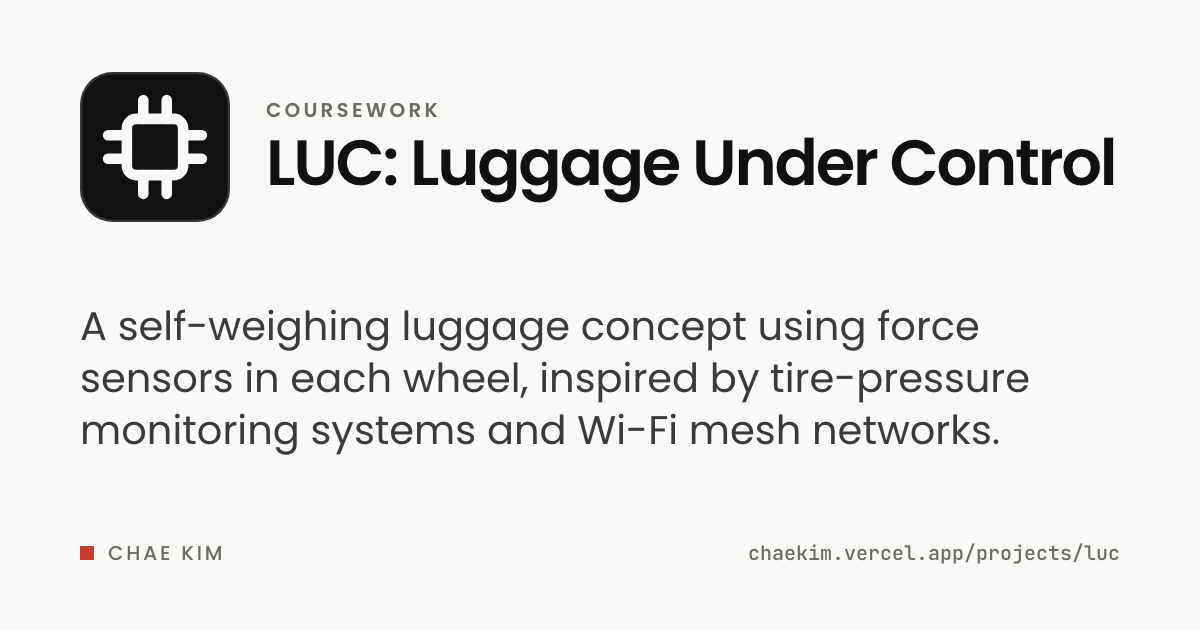 COURSEWORK
LUC: Luggage Under Control
A self-weighing luggage concept using force
sensors in each wheel, inspired by tire-pressure
monitoring systems and Wi-Fi mesh networks.
CHAE KIM
chaekim.vercel.app/projects/luc